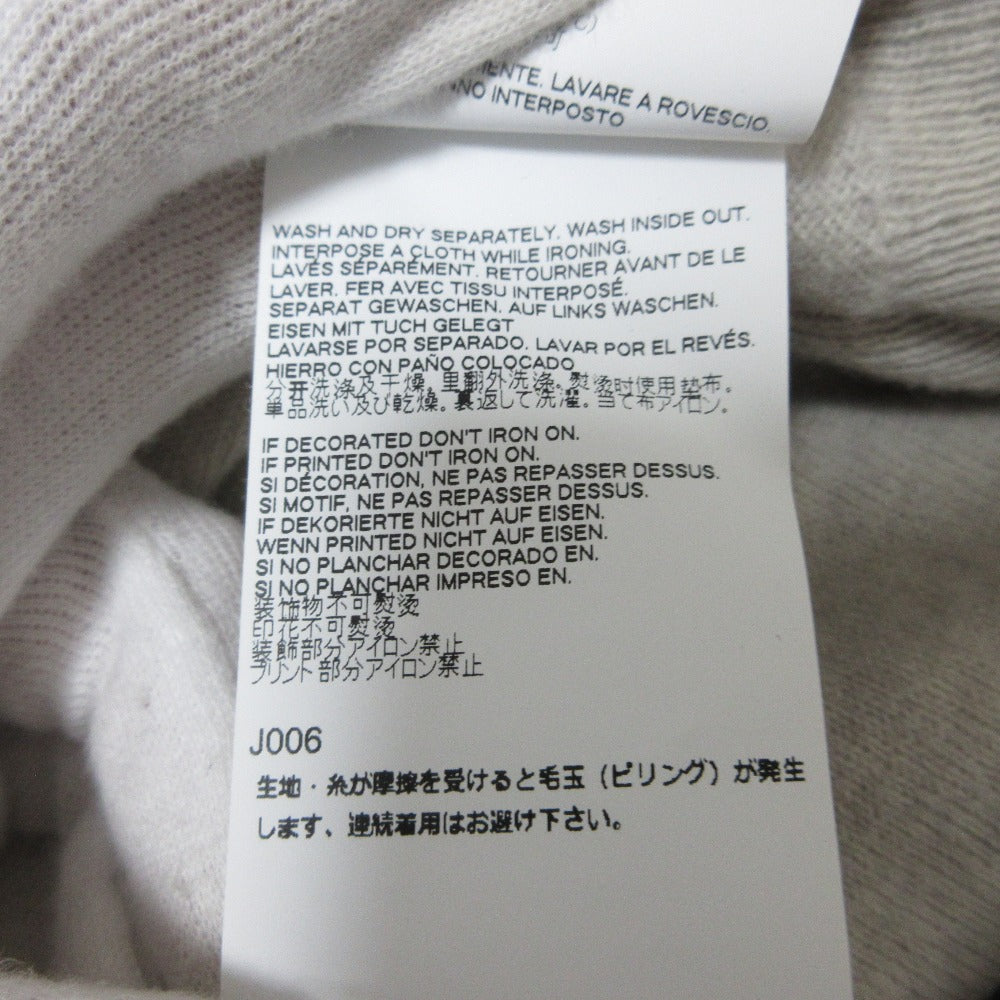 LAVARE A ROVESCIO.
INTERPOSTO
WASH AND DRY SEPARATELY. WASH INSIDE OUT.
INTERPOSE A CLOTH WHILE IRONING.
LAVÉS SÉPARÉMENT. RETOURNER AVANT DE LE
LAVER. FER AVEC TISSU INTERPOSÉ.
SEPARAT GEWASCHEN. AUF LINKS WASCHEN.
EISEN MIT TUCH GELEGT
LAVARSE POR SEPARADO. LAVAR POR EL REVÉS.
HIERRO CON PAÑO COLOCADO
分开洗涤及干燥。里翻外洗涤。熨烫时使用垫布。
単品洗い及び乾燥。裏返して洗濯。当て布アイロン。
IF DECORATED DON'T IRON ON.
IF PRINTED DON'T IRON ON.
SI DÉCORATION, NE PAS REPASSER DESSUS.
SI MOTIF, NE PAS REPASSER DESSUS.
IF DEKORIERTE NICHT AUF EISEN.
WENN PRINTED NICHT AUF EISEN.
SI NO PLANCHAR DECORADO EN.
SI NO PLANCHAR IMPRESO EN.
装饰物不可熨烫
印花不可熨烫
装飾部分アイロン禁止
プリント部分アイロン禁止
J006
生地・糸が摩擦を受けると毛玉（ピリング）が発生
します、連続着用はお避け下さい。